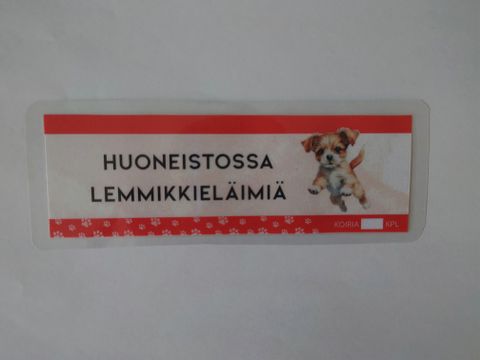 HUONEISTOSSA
LEMMIKKIELÄIMIÄ
KOIRIA KPL